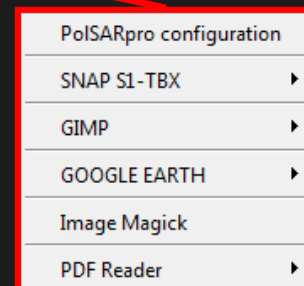 PolSARpro configuration
SNAP S1-TBX
GIMP
GOOGLE EARTH
Image Magick
PDF Reader